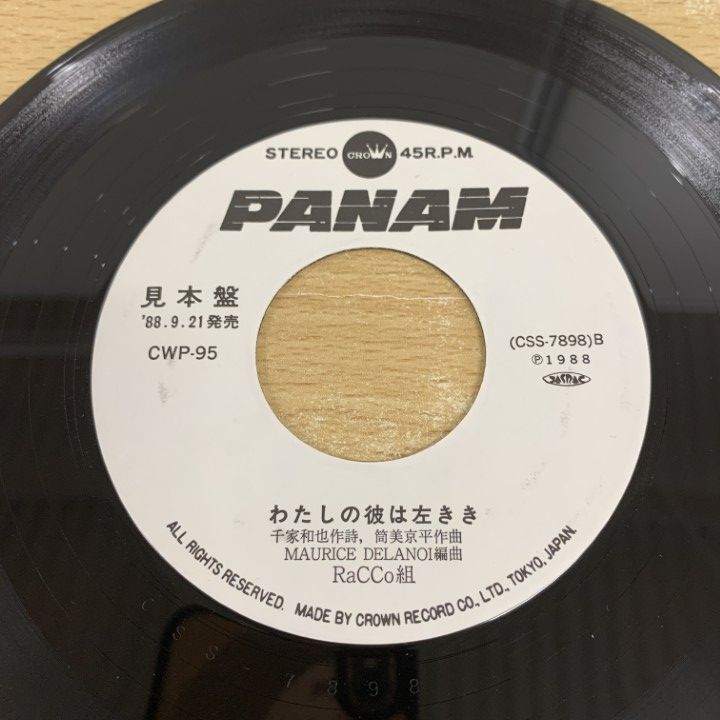 STEREO CROWN 45R.P.M.
PANAM
見本盤
'88.9.21発売
CWP-95
(CSS-7898)B
Ⓟ1988
JASRAC
わたしの彼は左きき
千家和也作詩, 筒美京平作曲
MAURICE DELANOI編曲
RaCCo組
ALL RIGHTS RESERVED. MADE BY CROWN RECORD CO., LTD., TOKYO, JAPAN.
CSS-7898